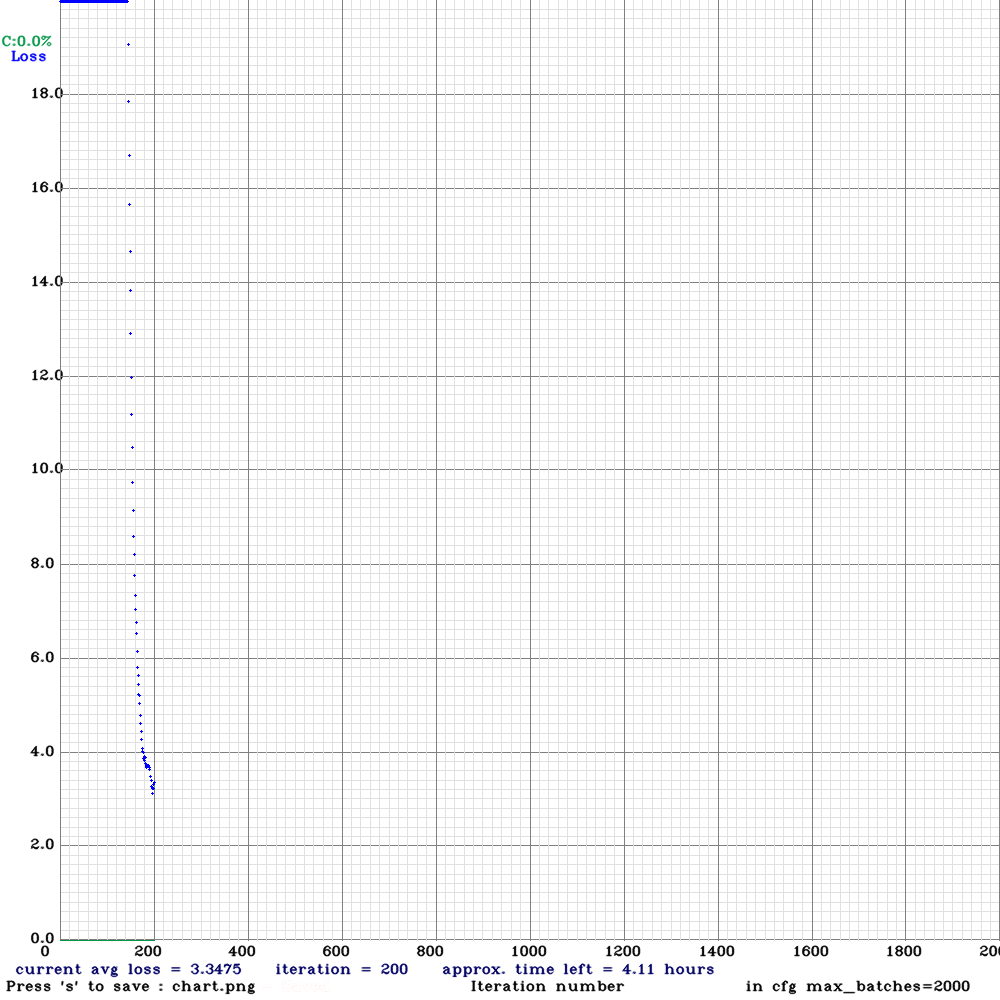 C:0.0%
Loss
18.0
16.0
14.0
12.0
10.0
8.0
6.0
4.0
2.0
0.0
0 200 400 600 800 1000 1200 1400 1600 1800 200
current avg loss = 3.3475 iteration = 200 approx. time left = 4.11 hours
Press 's' to save : chart.png Iteration number in cfg max_batches=2000